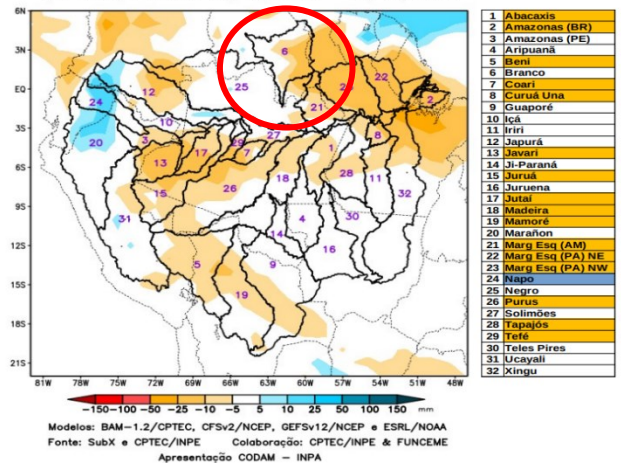 6N
3N
EQ
3S
6S
9S
12S
15S
18S
21S
81W 78W 75W 72W 69W 66W 63W 60W 57W 54W 51W 48W
6
25
12
24
22
2
21
10
20
3
27
8
17
7
1
13
18
28
11
15
26
32
31
4
30
14
16
5
9
19
−150−100−50 −25 −10 −5 5 10 25 50 100 150 mm
Modelos: BAM−1.2/CPTEC, CFSv2/NCEP, GEFSv12/NCEP e ESRL/NOAA
Fonte: SubX e CPTEC/INPE Colaboração: CPTEC/INPE & FUNCEME
Apresentação CODAM − INPA
1 Abacaxis
2 Amazonas (BR)
3 Amazonas (PE)
4 Aripuanã
5 Beni
6 Branco
7 Coari
8 Curuá Una
9 Guaporé
10 Içá
11 Iriri
12 Japurá
13 Javari
14 Ji-Paraná
15 Juruá
16 Juruena
17 Jutaí
18 Madeira
19 Mamoré
20 Marañon
21 Marg Esq (AM)
22 Marg Esq (PA) NE
23 Marg Esq (PA) NW
24 Napo
25 Negro
26 Purus
27 Solimões
28 Tapajós
29 Tefé
30 Teles Pires
31 Ucayali
32 Xingu